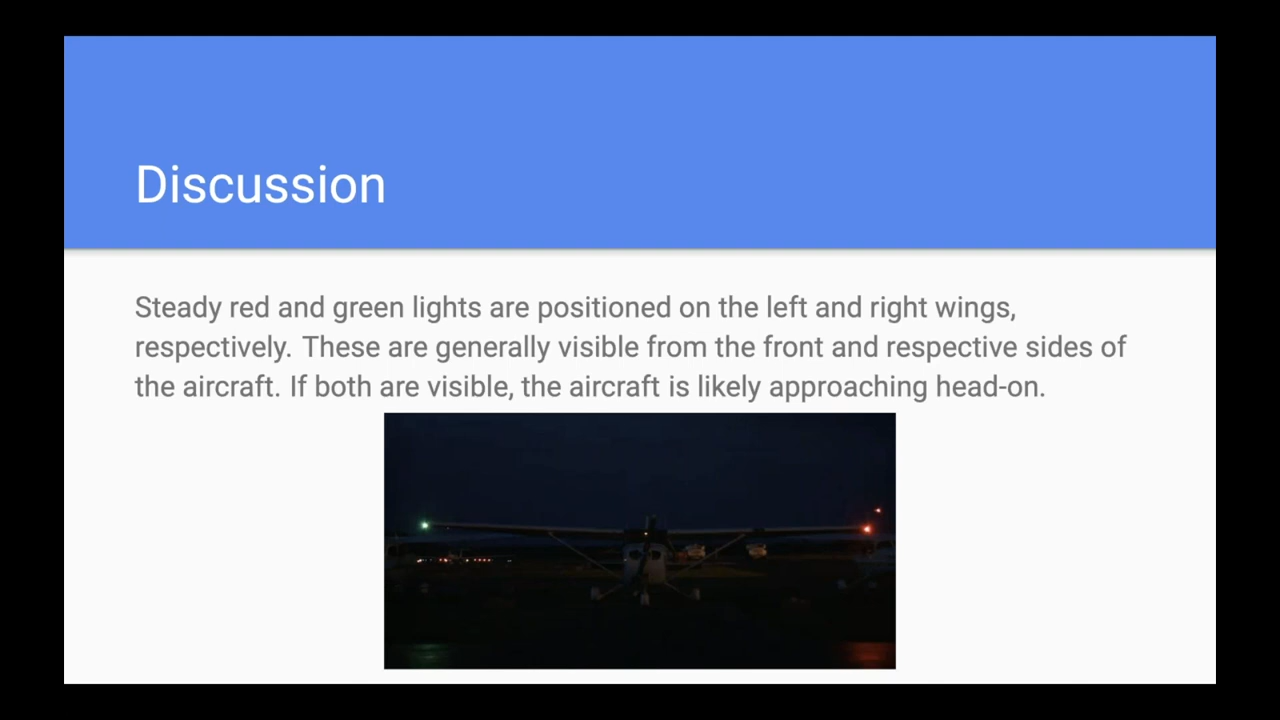 Discussion
Steady red and green lights are positioned on the left and right wings,
respectively. These are generally visible from the front and respective sides of
the aircraft. If both are visible, the aircraft is likely approaching head-on.